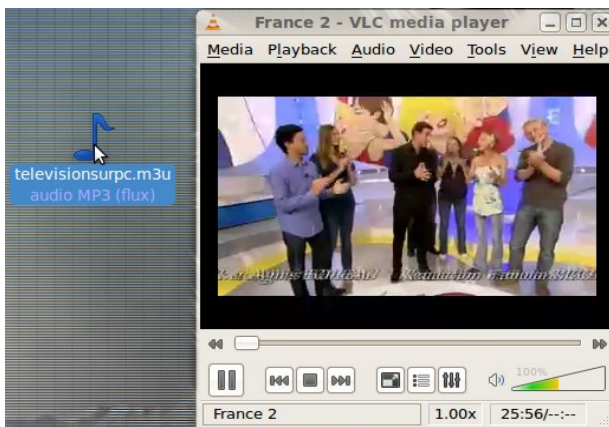 France 2 - VLC media player
Media Playback Audio Video Tools View Help
televisionsurpc.m3u
audio MP3 (flux)
100%
France 2
1.00x
25:56/--:--